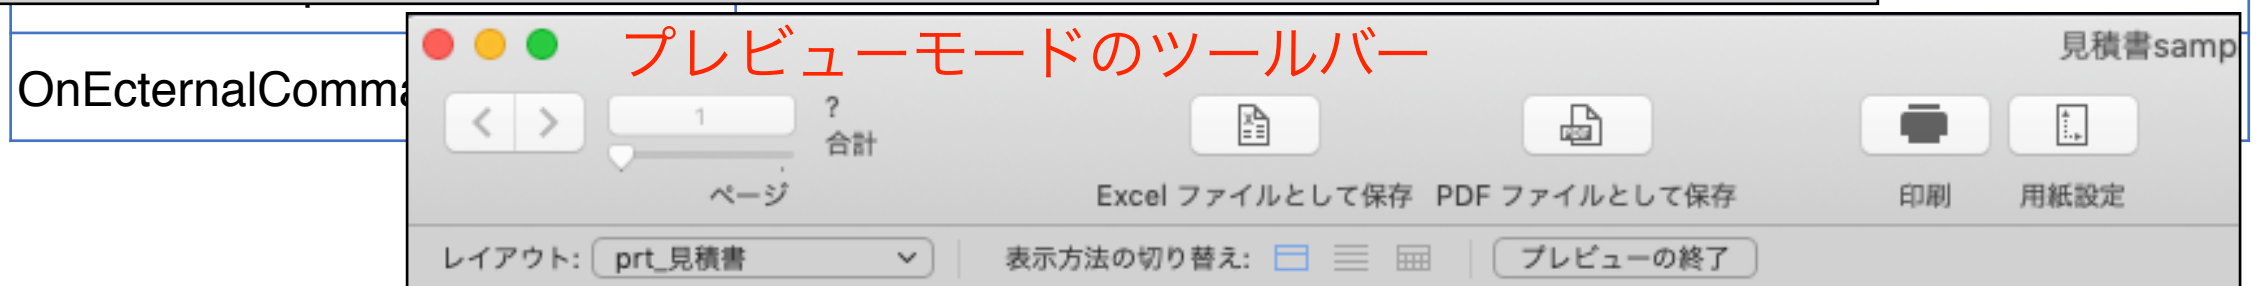 プレビューモードのツールバー
見積書samp
OnEcternalComma
1
?
合計
ページ
Excel ファイルとして保存
PDF ファイルとして保存
印刷
用紙設定
レイアウト: prt_見積書 表示方法の切り替え: プレビューの終了